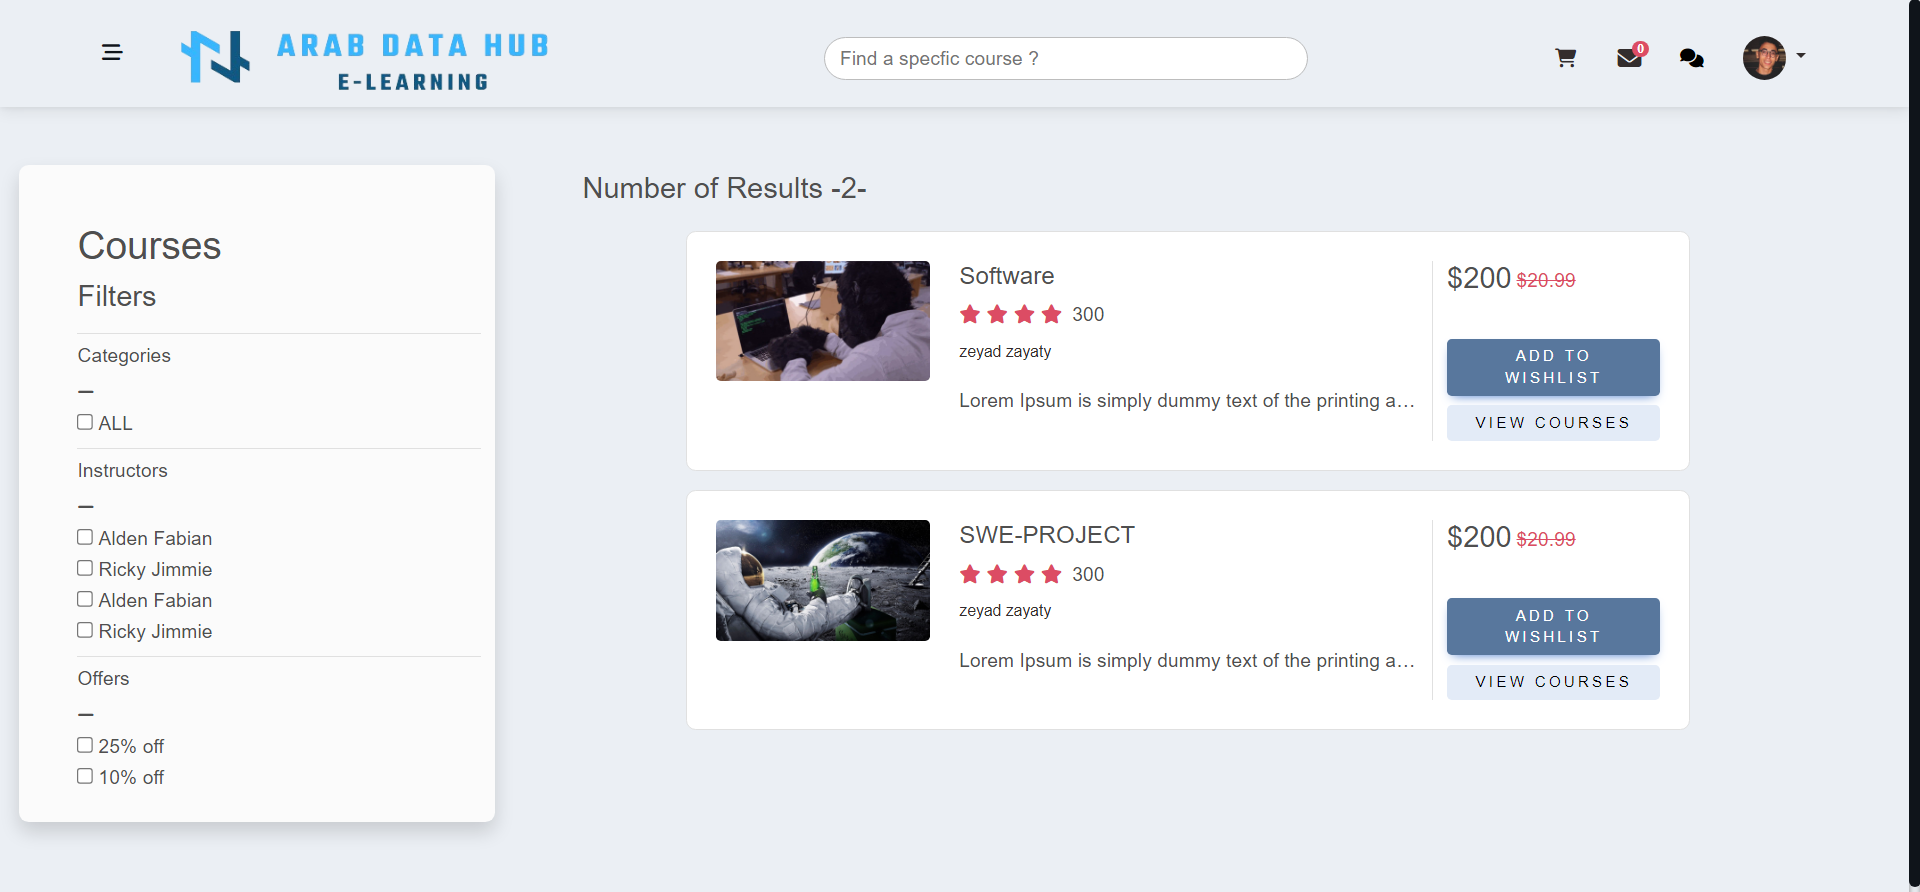 ARAB DATA HUB
E-LEARNING
Find a specfic course ?
0
Courses
Filters
Categories
ALL
Instructors
Alden Fabian
Ricky Jimmie
Alden Fabian
Ricky Jimmie
Offers
25% off
10% off
Number of Results -2-
Software
300
zeyad zayaty
Lorem Ipsum is simply dummy text of the printing a...
$200 $20.99
ADD TO
WISHLIST
VIEW COURSES
SWE-PROJECT
300
zeyad zayaty
Lorem Ipsum is simply dummy text of the printing a...
$200 $20.99
ADD TO
WISHLIST
VIEW COURSES